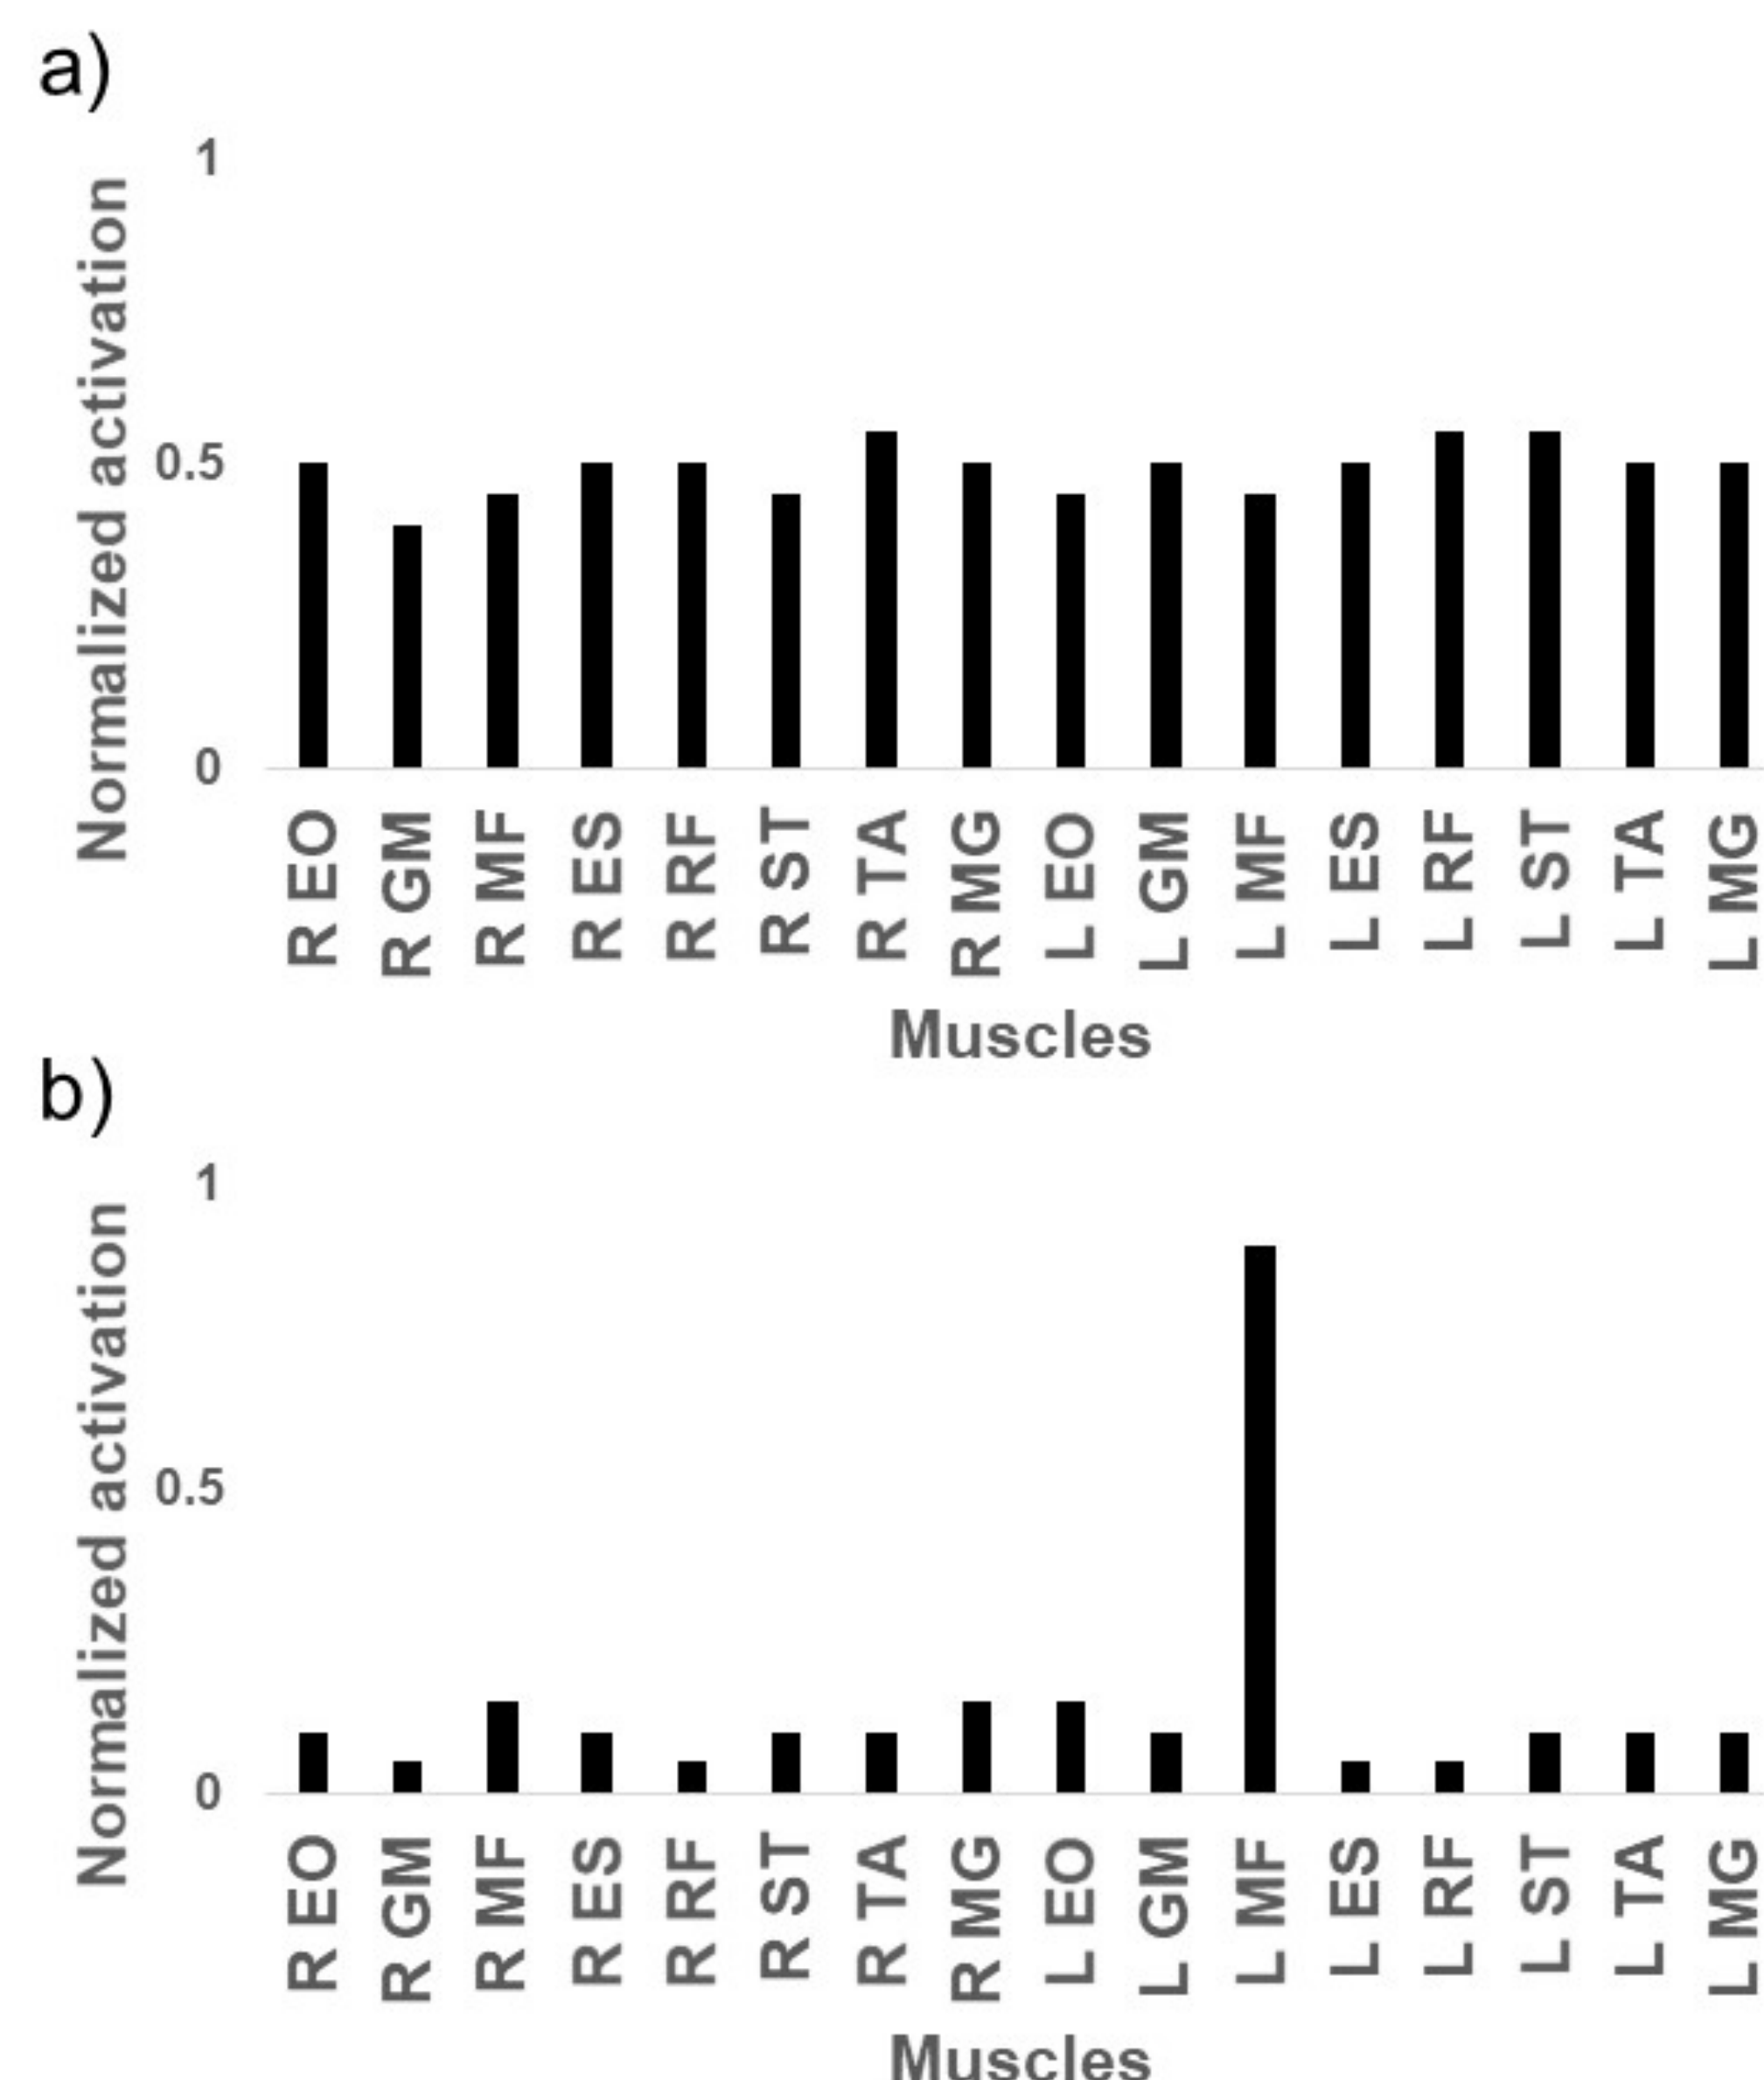 a)
Normalized activation
1
0.5
0
R EO
R GM
R MF
R ES
R RF
R ST
R TA
R MG
L EO
L GM
L MF
L ES
L RF
L ST
L TA
L MG
Muscles
b)
Normalized activation
1
0.5
0
R EO
R GM
R MF
R ES
R RF
R ST
R TA
R MG
L EO
L GM
L MF
L ES
L RF
L ST
L TA
L MG
Muscles